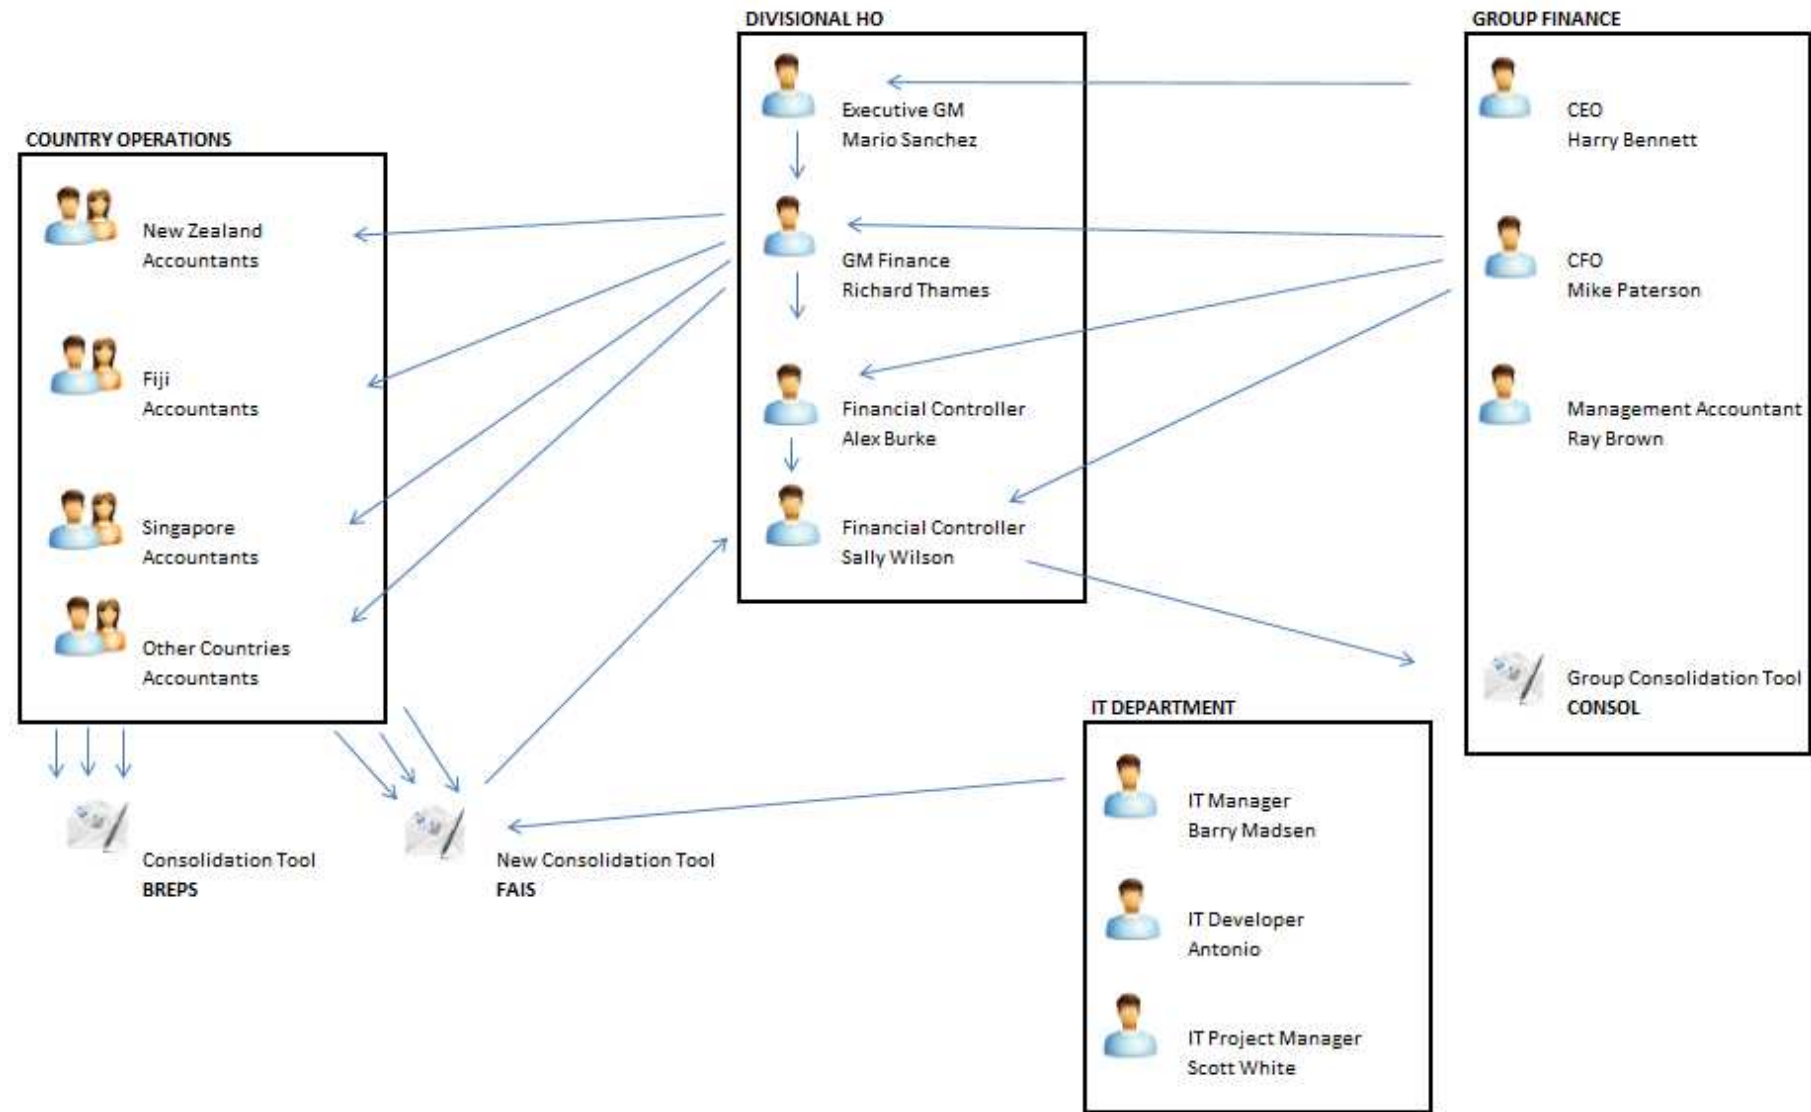 DIVISIONAL HO
GROUP FINANCE
COUNTRY OPERATIONS
New Zealand
Accountants
Fiji
Accountants
Singapore
Accountants
Other Countries
Accountants
Consolidation Tool
BREPS
New Consolidation Tool
FAIS
Executive GM
Mario Sanchez
GM Finance
Richard Thames
Financial Controller
Alex Burke
Financial Controller
Sally Wilson
CEO
Harry Bennett
CFO
Mike Paterson
Management Accountant
Ray Brown
Group Consolidation Tool
CONSOL
IT DEPARTMENT
IT Manager
Barry Madsen
IT Developer
Antonio
IT Project Manager
Scott White